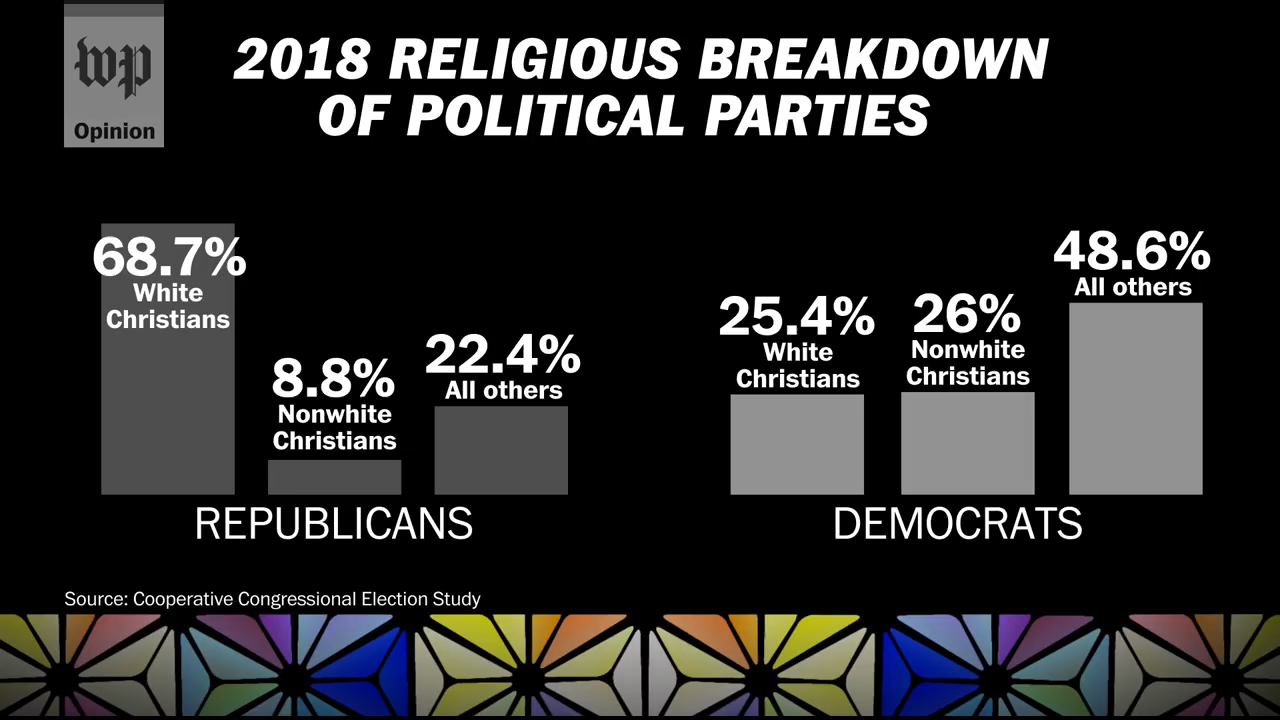 wp
Opinion
2018 RELIGIOUS BREAKDOWN
OF POLITICAL PARTIES
68.7%
White
Christians
8.8%
Nonwhite
Christians
22.4%
All others
REPUBLICANS
25.4%
White
Christians
26%
Nonwhite
Christians
48.6%
All others
DEMOCRATS
Source: Cooperative Congressional Election Study